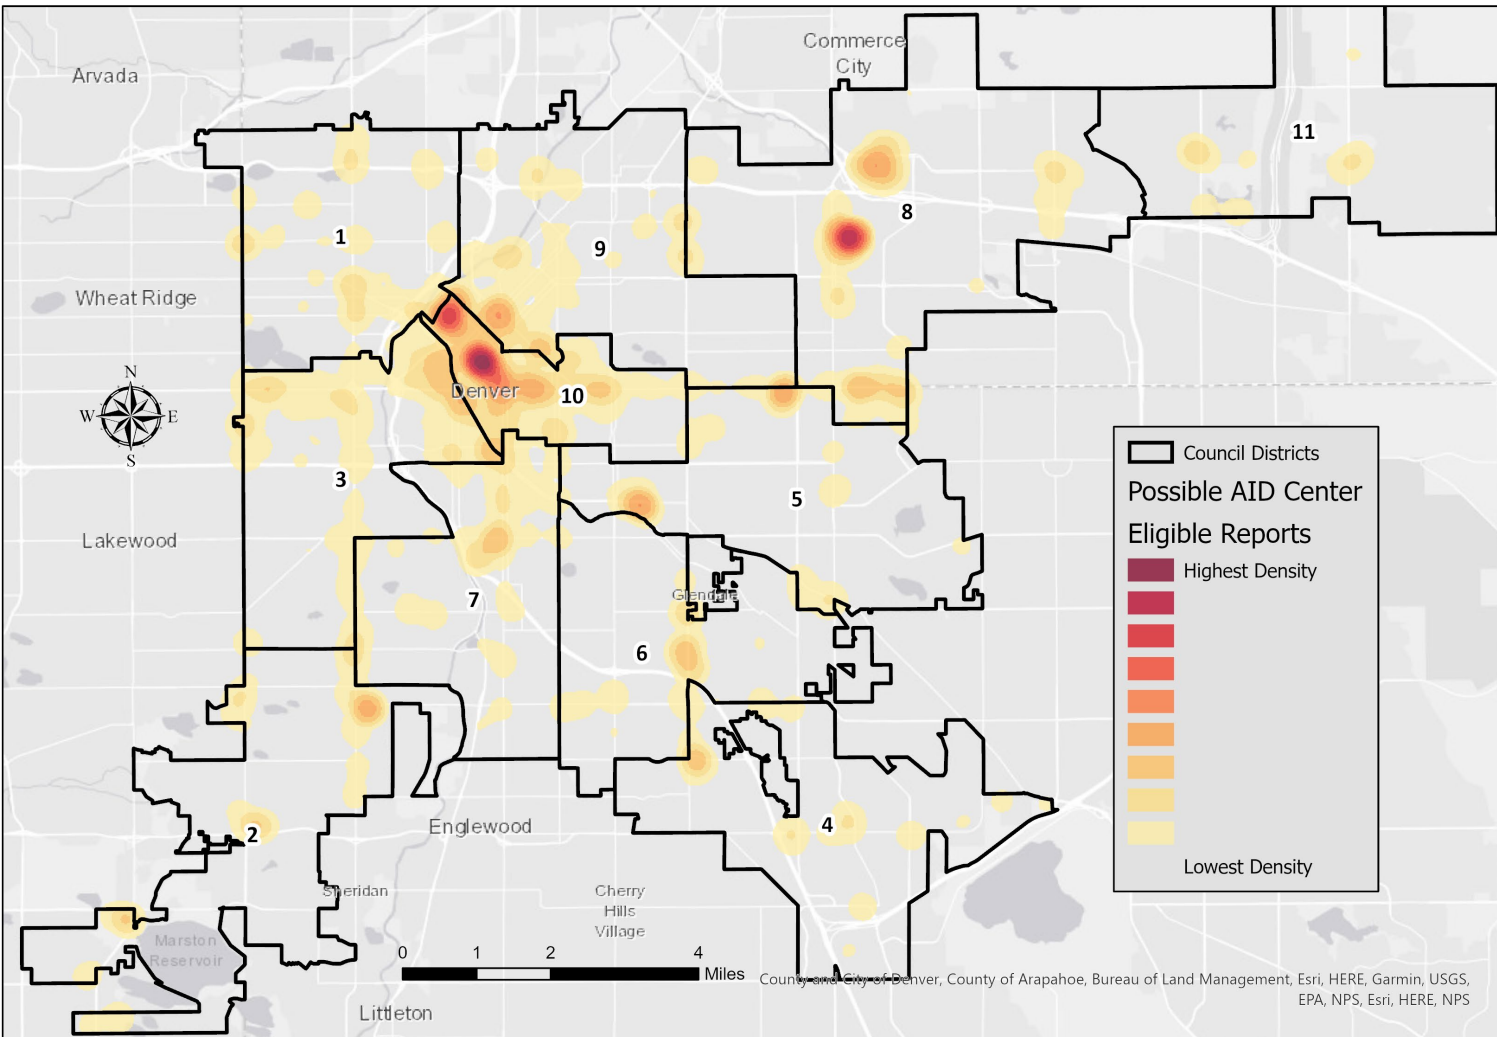 Commerce
City
Arvada
11
8
1
9
Wheat Ridge
N
W
E
S
Denver
10
Council Districts
Possible AID Center
Eligible Reports
Highest Density
Lowest Density
3
5
Lakewood
7
Glendale
6
Englewood
4
2
Sheridan
Cherry
Hills
Village
Marston
Reservoir
0 1 2 4
Miles
County and City of Denver, County of Arapahoe, Bureau of Land Management, Esri, HERE, Garmin, USGS,
EPA, NPS, Esri, HERE, NPS
Littleton